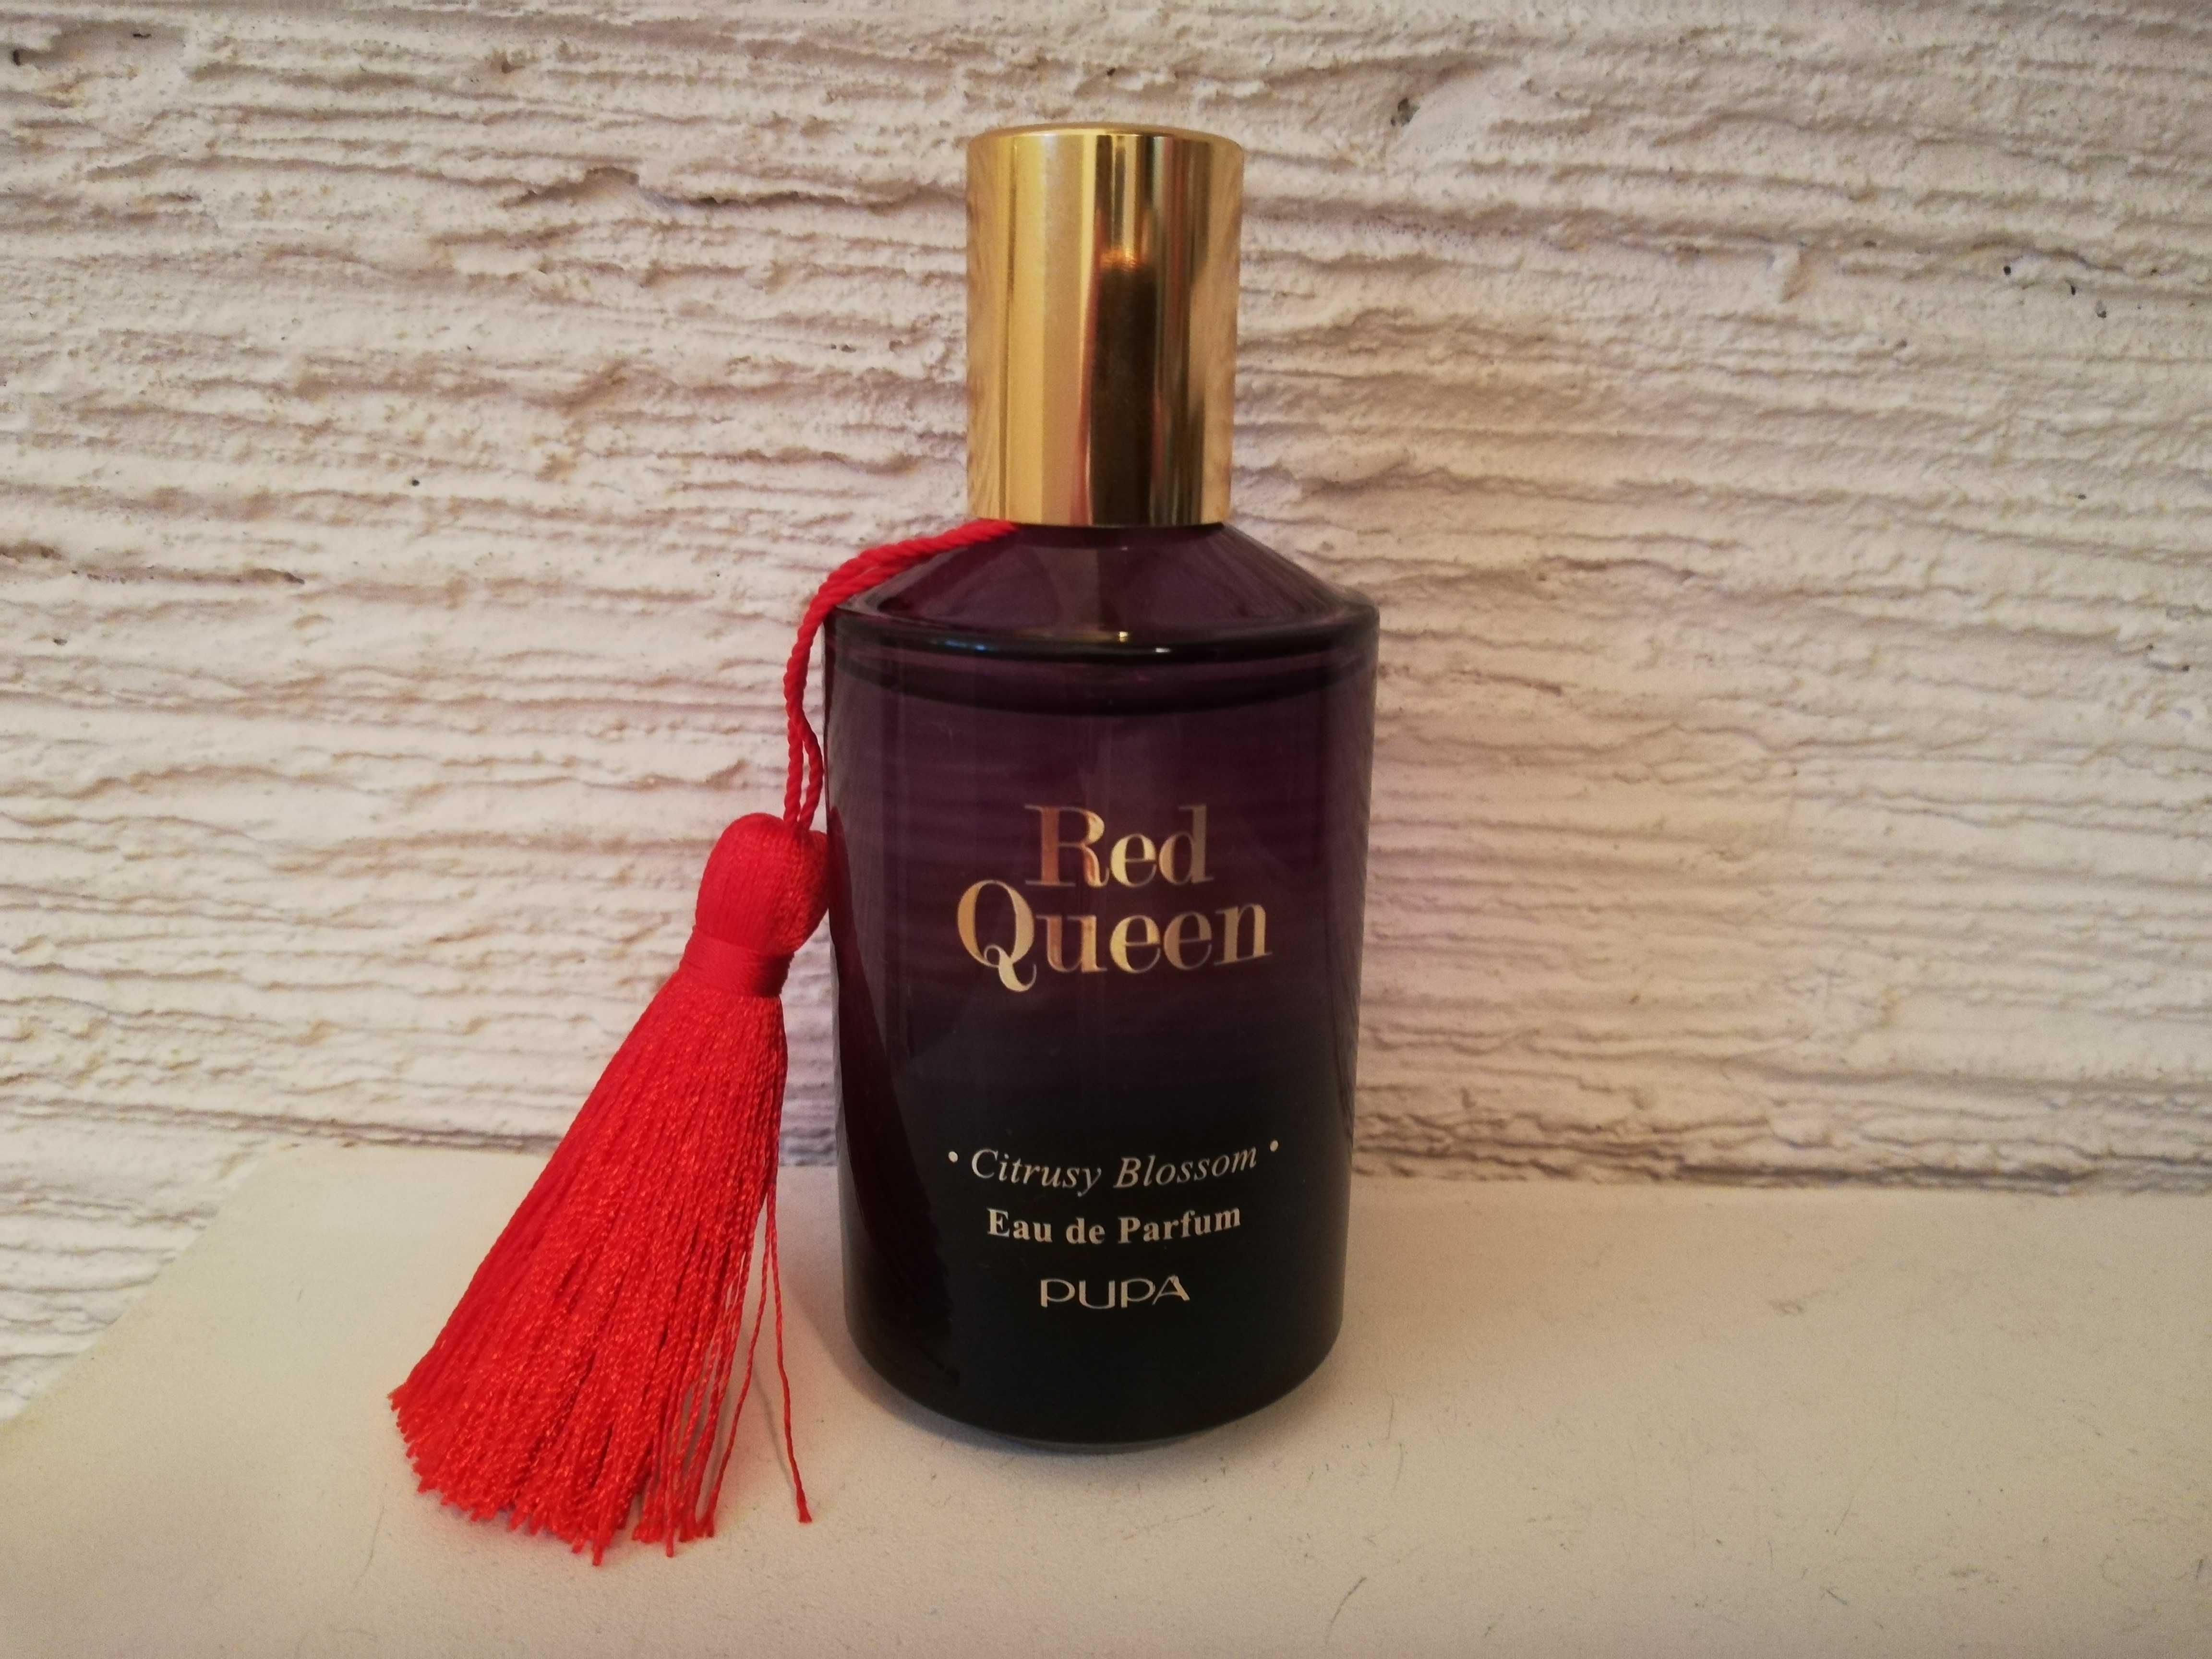 Red
Queen
• Citrusy Blossom •
Eau de Parfum
PUPA